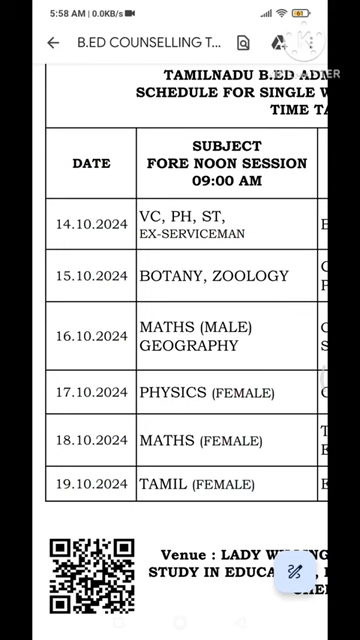 5:58 AM | 0.0KB/s
61
B.ED COUNSELLING T...
TAMILNADU B.ED
SCHEDULE FOR SINGLE
TIME
DATE
SUBJECT
FORE NOON SESSION
09:00 AM
14.10.2024
VC, PH, ST,
EX-SERVICEMAN
15.10.2024
BOTANY, ZOOLOGY
16.10.2024
MATHS (MALE)
GEOGRAPHY
17.10.2024
PHYSICS (FEMALE)
18.10.2024
MATHS (FEMALE)
19.10.2024
TAMIL (FEMALE)
Venue : LADY
STUDY IN